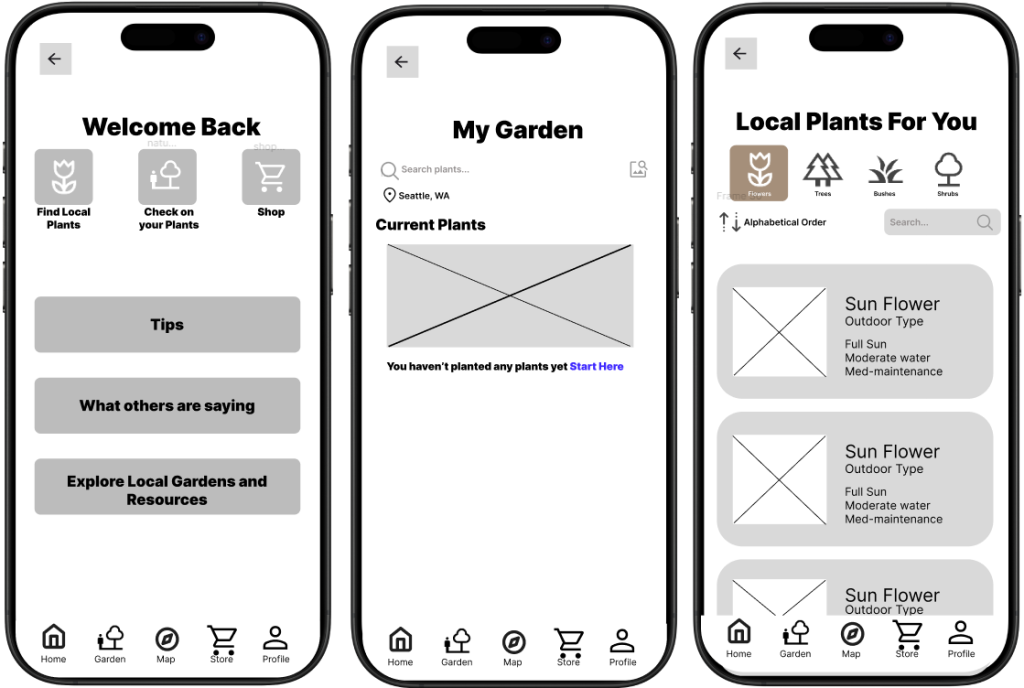 Welcome Back
natu...
shop...
Find Local
Plants
Check on
your Plants
Shop
Tips
What others are saying
Explore Local Gardens and
Resources
Home
Garden
Map
Store
Profile
My Garden
Search plants...
Seattle, WA
Current Plants
You haven't planted any plants yet Start Here
Home
Garden
Map
Store
Profile
Local Plants For You
Flowers
Trees
Bushes
Shrubs
Alphabetical Order
Search...
Sun Flower
Outdoor Type
Full Sun
Moderate water
Med-maintenance
Sun Flower
Outdoor Type
Full Sun
Moderate water
Med-maintenance
Sun Flower
Outdoor Type
Home
Garden
Map
Store
Profile